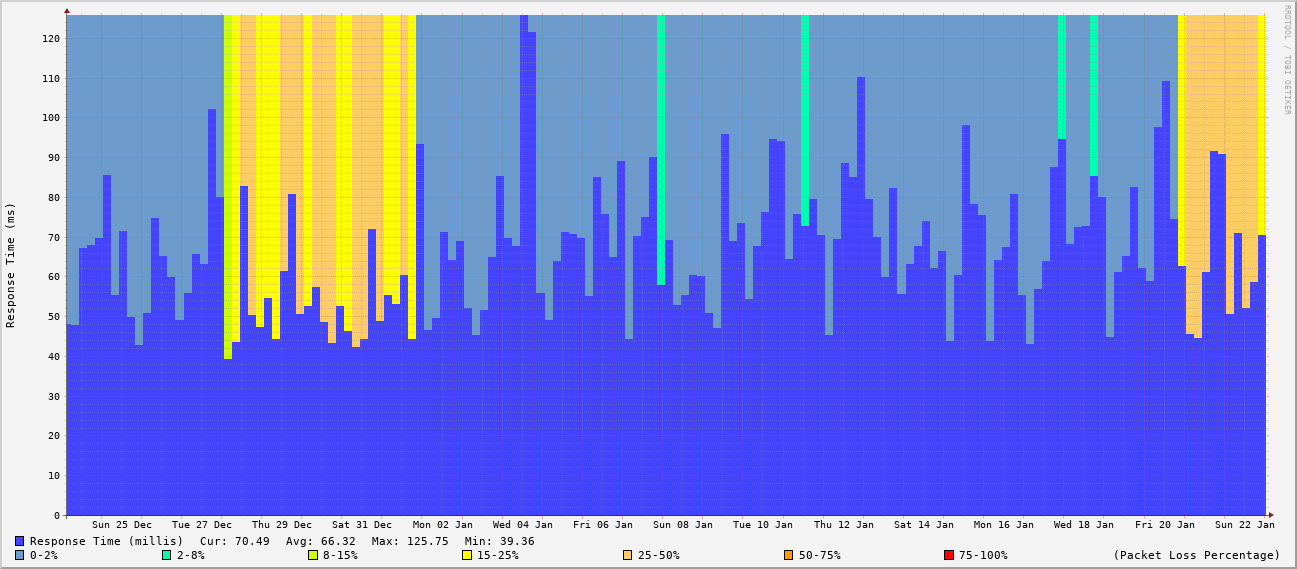 RRDTOOL / TOBI OETIKER
Response Time (ms)
120
110
100
90
80
70
60
50
40
30
20
10
0
Sun 25 Dec Tue 27 Dec Thu 29 Dec Sat 31 Dec Mon 02 Jan Wed 04 Jan Fri 06 Jan Sun 08 Jan Tue 10 Jan Thu 12 Jan Sat 14 Jan Mon 16 Jan Wed 18 Jan Fri 20 Jan Sun 22 Jan
Response Time (millis) Cur: 70.49 Avg: 66.32 Max: 125.75 Min: 39.36
0-2% 2-8% 8-15% 15-25% 25-50% 50-75% 75-100% (Packet Loss Percentage)